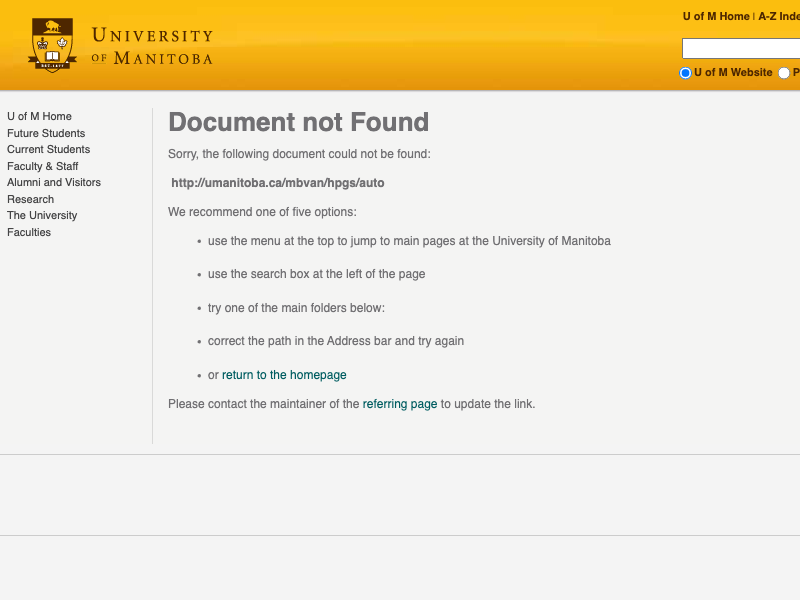 UNIVERSITY
OF MANITOBA
U of M Home | A-Z Inde
U of M Website P
U of M Home
Future Students
Current Students
Faculty & Staff
Alumni and Visitors
Research
The University
Faculties
Document not Found
Sorry, the following document could not be found:
http://umanitoba.ca/mbvan/hpgs/auto
We recommend one of five options:
• use the menu at the top to jump to main pages at the University of Manitoba
• use the search box at the left of the page
• try one of the main folders below:
• correct the path in the Address bar and try again
• or return to the homepage
Please contact the maintainer of the referring page to update the link.